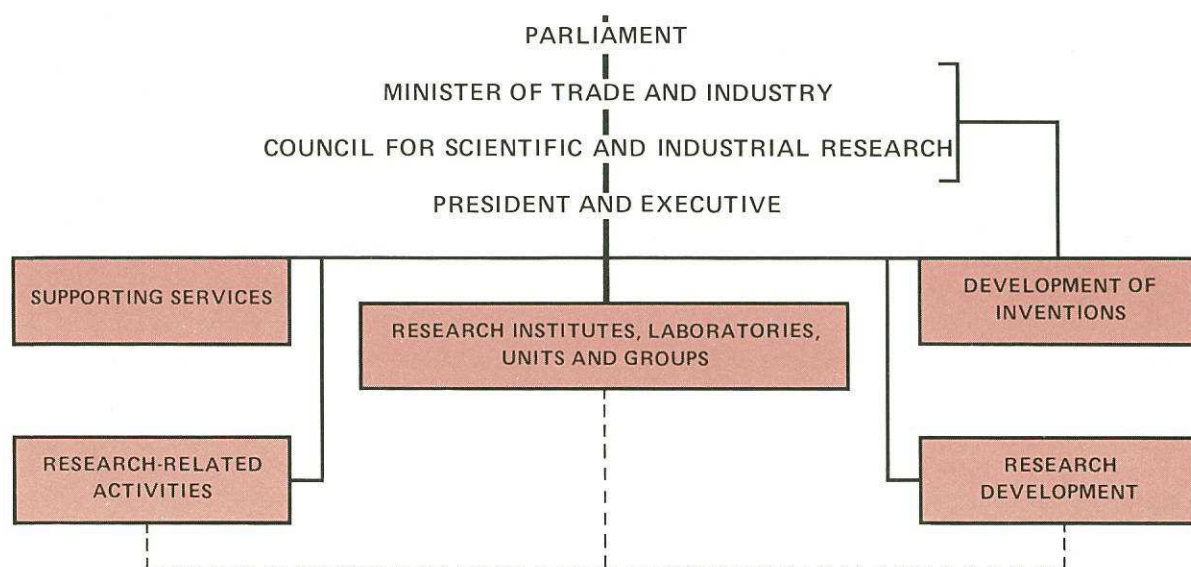 PARLIAMENT
MINISTER OF TRADE AND INDUSTRY
COUNCIL FOR SCIENTIFIC AND INDUSTRIAL RESEARCH
PRESIDENT AND EXECUTIVE
SUPPORTING SERVICES
RESEARCH INSTITUTES, LABORATORIES,
UNITS AND GROUPS
DEVELOPMENT OF
INVENTIONS
RESEARCH-RELATED
ACTIVITIES
RESEARCH
DEVELOPMENT